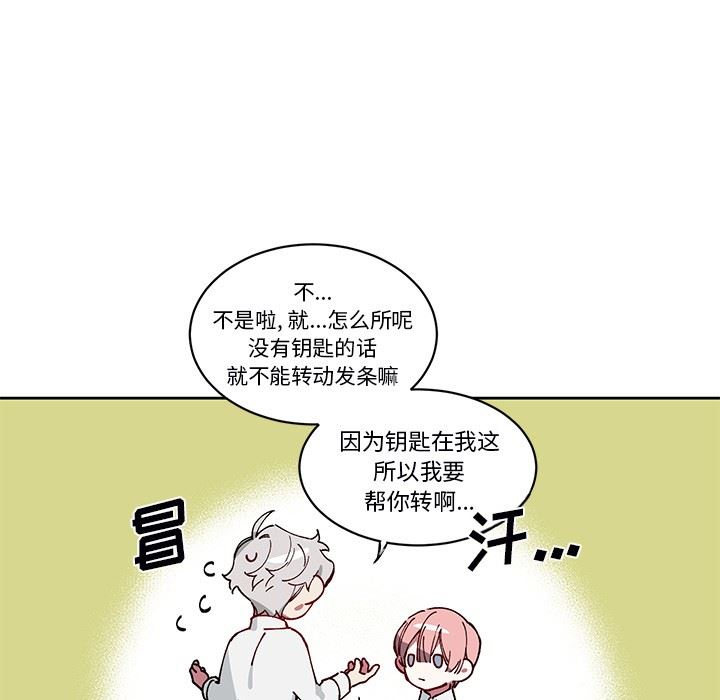 不...
不是啦, 就...怎么所呢
没有钥匙的话
就不能转动发条嘛
因为钥匙在我这
所以我要
帮你转啊...
冒
汗...